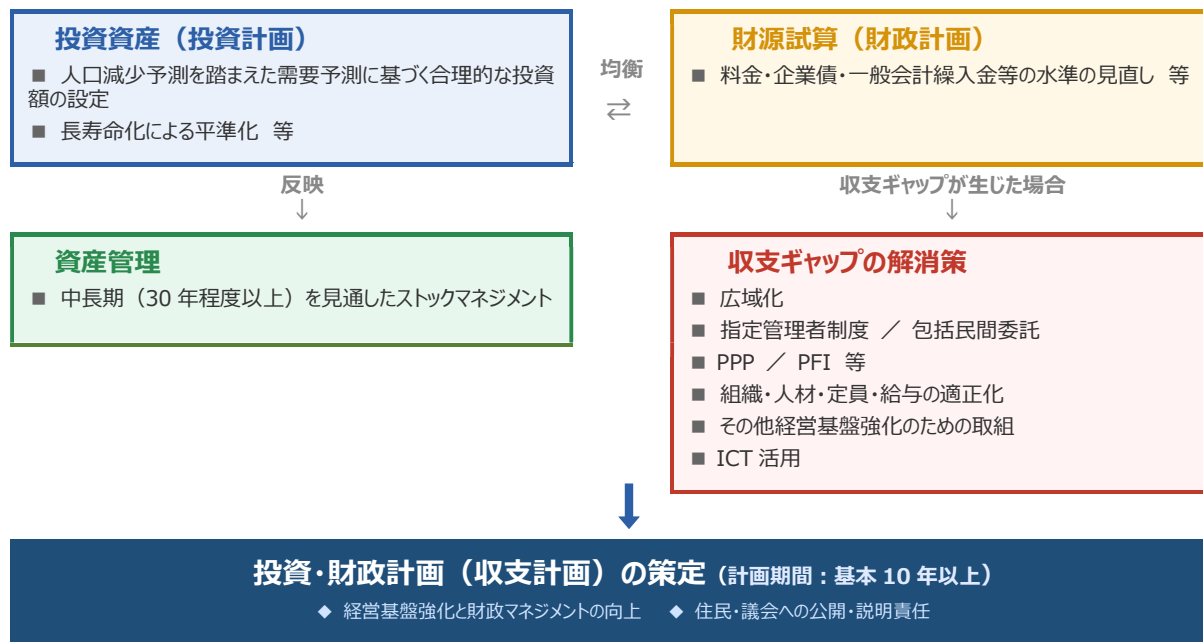 投資資産（投資計画）
■ 人口減少予測を踏まえた需要予測に基づく合理的な投資
額の設定
■ 長寿命化による平準化 等
均衡
⇄
財源試算（財政計画）
■ 料金・企業債・一般会計繰入金等の水準の見直し 等
反映
↓
収支ギャップが生じた場合
↓
資産管理
■ 中長期（30 年程度以上）を見通したストックマネジメント
収支ギャップの解消策
■ 広域化
■ 指定管理者制度 ／ 包括民間委託
■ PPP ／ PFI 等
■ 組織・人材・定員・給与の適正化
■ その他経営基盤強化のための取組
■ ICT 活用
投資・財政計画（収支計画）の策定（計画期間：基本 10 年以上）
◆ 経営基盤強化と財政マネジメントの向上 ◆ 住民・議会への公開・説明責任